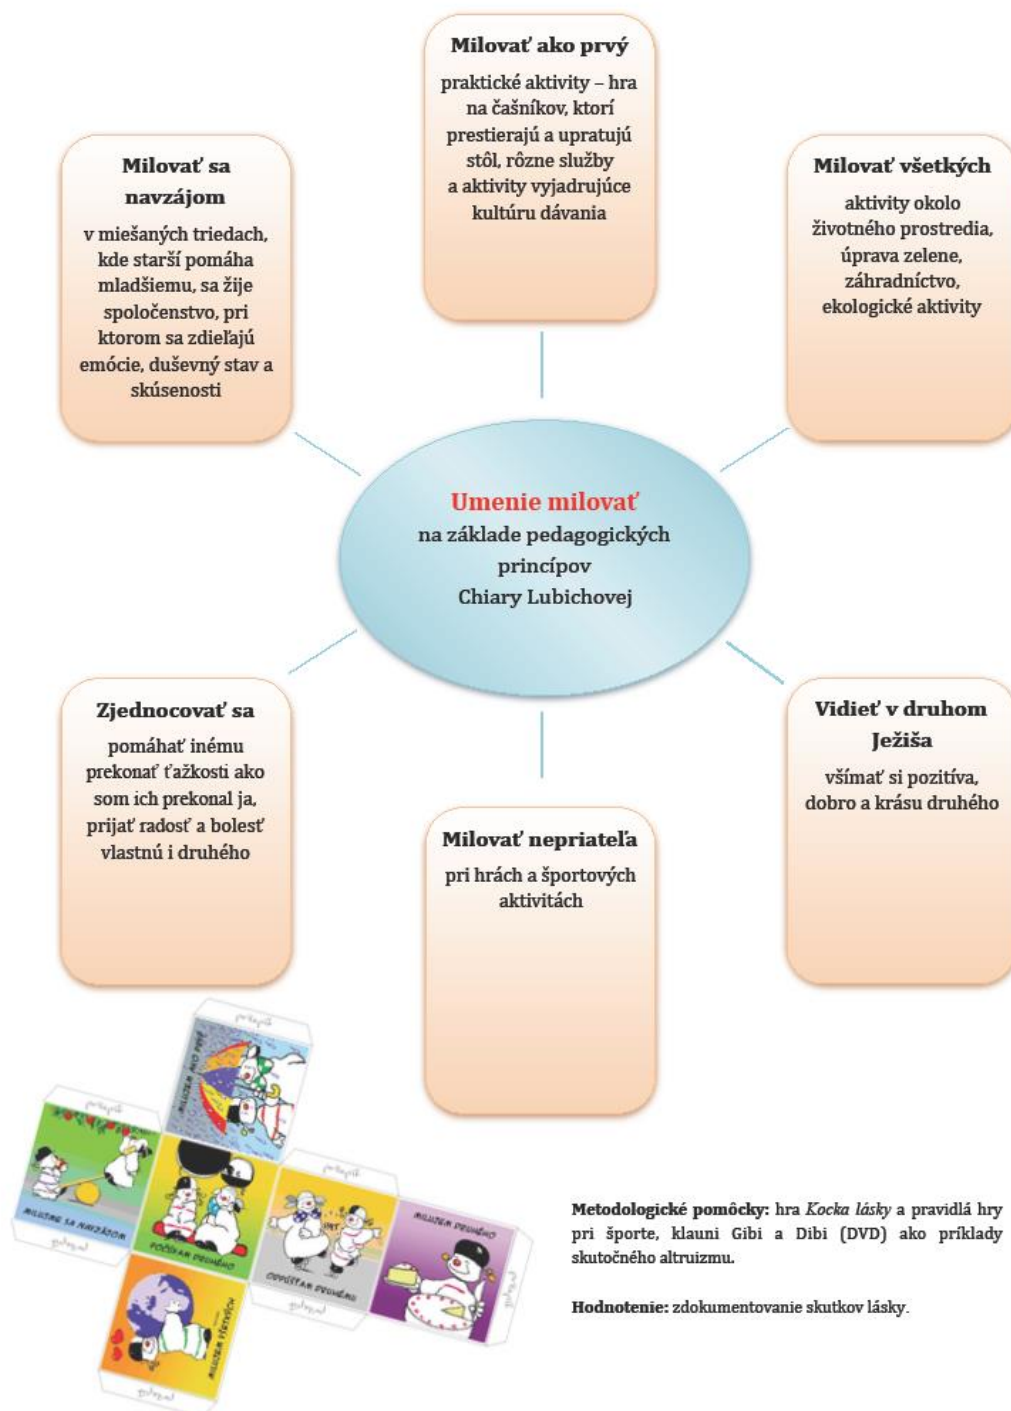 Milovať ako prvý
praktické aktivity – hra
na čašníkov, ktorí
prestierajú a upratujú
stôl, rôzne služby
a aktivity vyjadrujúce
kultúru dávania
Milovať sa
navzájom
v miešaných triedach,
kde starší pomáha
mladšiemu, sa žije
spoločenstvo, pri
ktorom sa zdieľajú
emócie, duševný stav a
skúsenosti
Milovať všetkých
aktivity okolo
životného prostredia,
úprava zelene,
záhradníctvo,
ekologické aktivity
Umenie milovať
na základe pedagogických
princípov
Chiary Lubichovej
Zjednocovať sa
pomáhať inému
prekonať ťažkosti ako
som ich prekonal ja,
prijať radosť a bolesť
vlastnú i druhého
Milovať nepriateľa
pri hrách a športových
aktivitách
Vidieť v druhom
Ježiša
všímať si pozitíva,
dobro a krásu druhého
MILUJEM AKO PRVÝ
MILUJME SA NAVZÁJOM
POČÚVAM DRUHÉHO
ODPÚŠŤAM DRUHÉMU
MILUJEM DRUHÉHO
MILUJEM VŠETKÝCH
Metodologické pomôcky: hra Kocka lásky a pravidlá hry
pri športe, klauni Gibi a Dibi (DVD) ako príklady
skutočného altruizmu.
Hodnotenie: zdokumentovanie skutkov lásky.